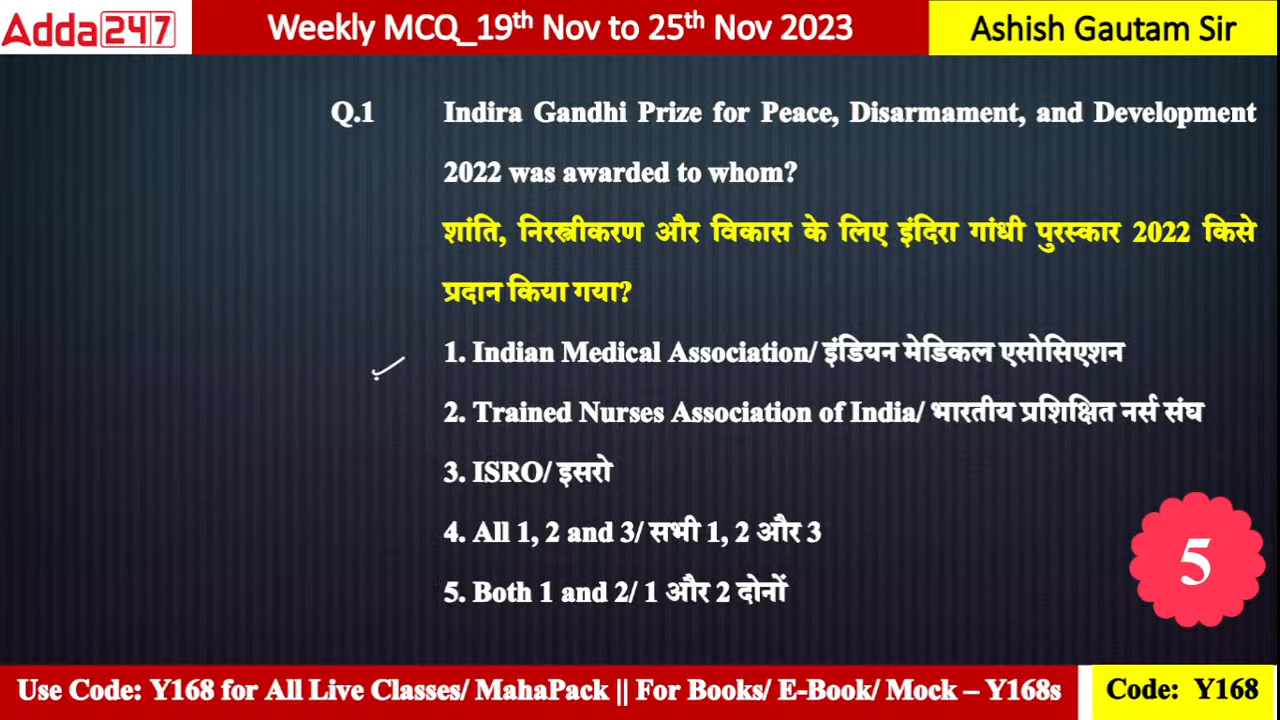 Adda247
Weekly MCQ_19th Nov to 25th Nov 2023
Ashish Gautam Sir
Q.1 Indira Gandhi Prize for Peace, Disarmament, and Development
2022 was awarded to whom?
शांति, निरस्त्रीकरण और विकास के लिए इंदिरा गांधी पुरस्कार 2022 किसे
प्रदान किया गया?
1. Indian Medical Association/ इंडियन मेडिकल एसोसिएशन
2. Trained Nurses Association of India/ भारतीय प्रशिक्षित नर्स संघ
3. ISRO/ इसरो
4. All 1, 2 and 3/ सभी 1, 2 और 3
5. Both 1 and 2/ 1 और 2 दोनों
5
Use Code: Y168 for All Live Classes/ MahaPack || For Books/ E-Book/ Mock – Y168s
Code: Y168